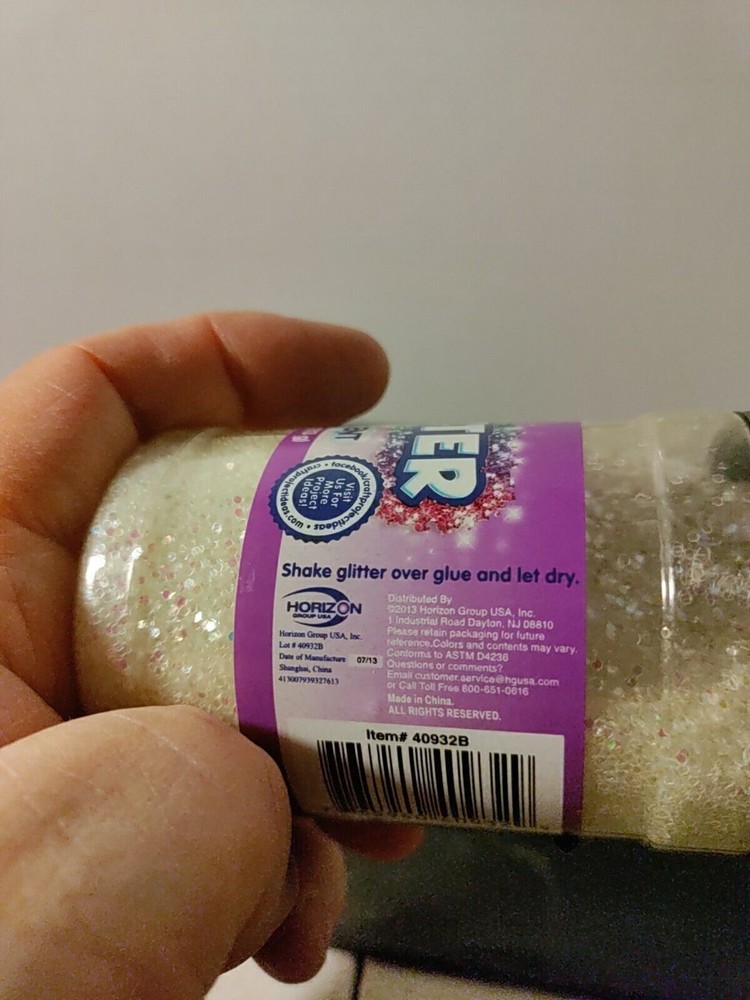 TER
Visit
Us For
More
Project
Ideas!
facebook/craftprojectideas • craftprojectideas.com •
Shake glitter over glue and let dry.
HORIZON
GROUP USA
Horizon Group USA, Inc.
Lot # 40932B
Date of Manufacture 07/13
Shanghai, China
413007939327613
Distributed By
©2013 Horizon Group USA, Inc.
1 Industrial Road Dayton, NJ 08810
Please retain packaging for future
reference.Colors and contents may vary.
Conforms to ASTM D4236
Questions or comments?
Email customer.service@hgusa.com
or Call Toll Free 800-651-0616
Made in China.
ALL RIGHTS RESERVED.
Item# 40932B